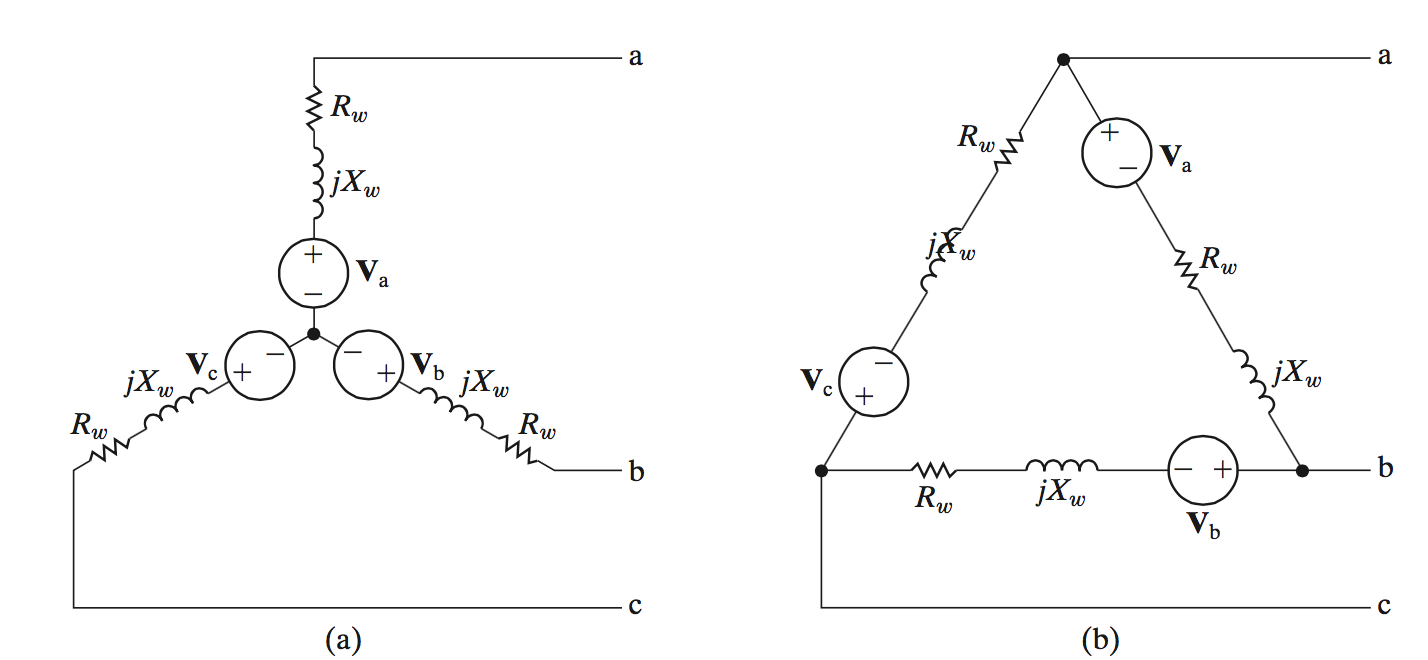 a
R_w
jX_w
+
−
V_a
V_c
+
−
−
+
V_b
jX_w
jX_w
R_w
R_w
b
c
(a)
a
+
−
V_a
R_w
jX_w
R_w
V_c
−
+
jX_w
R_w
jX_w
−
+
V_b
b
c
(b)